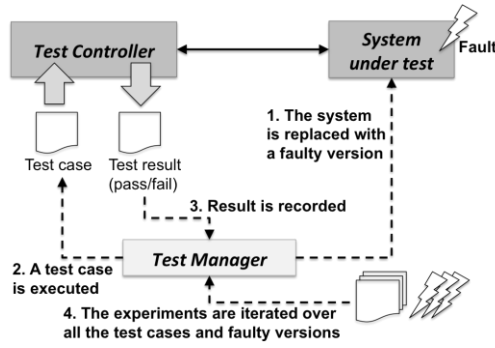 Test Controller
System
under test
Fault
1. The system
is replaced with
a faulty version
Test case
Test result
(pass/fail)
3. Result is recorded
Test Manager
2. A test case
is executed
4. The experiments are iterated over
all the test cases and faulty versions